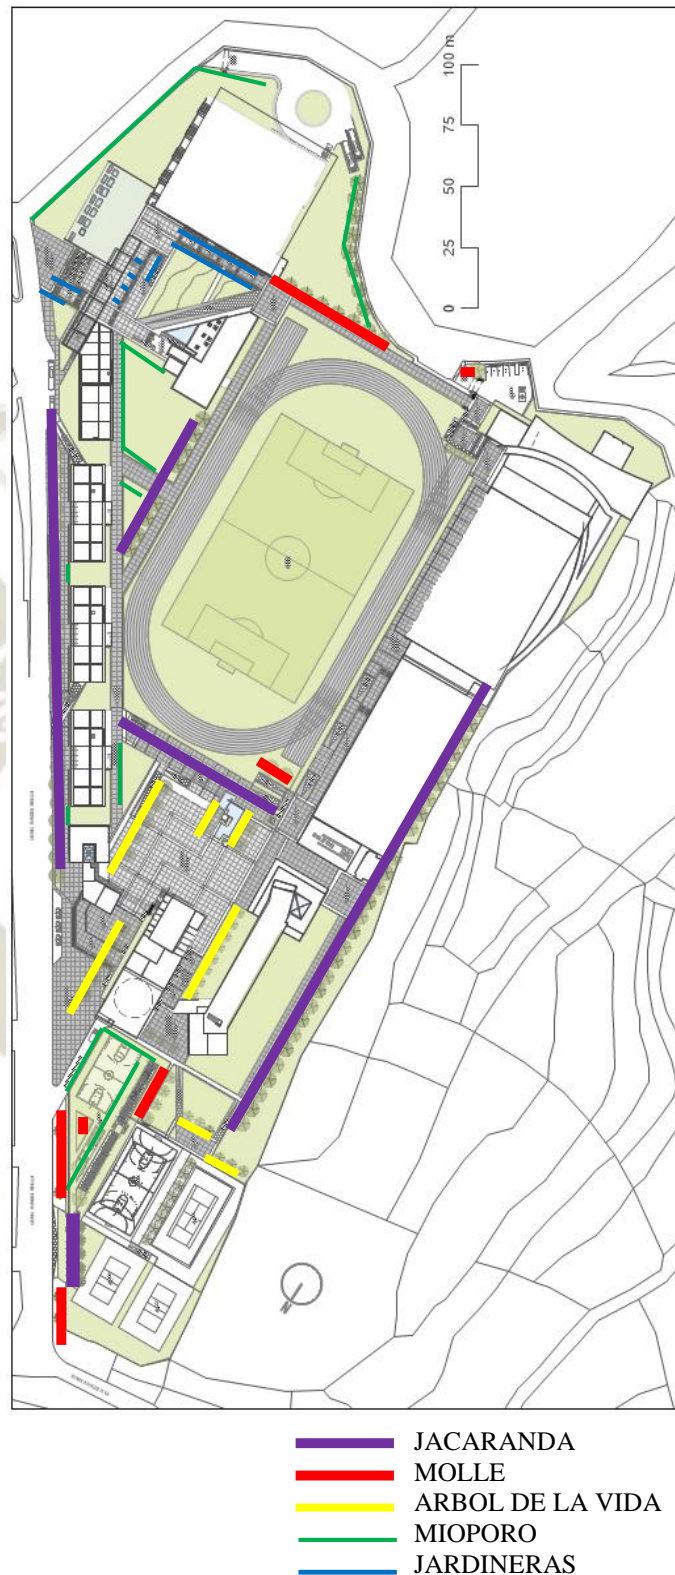 100 m
75
50
25
0
N
JACARANDA
MOLLE
ARBOL DE LA VIDA
MIOPORO
JARDINERAS